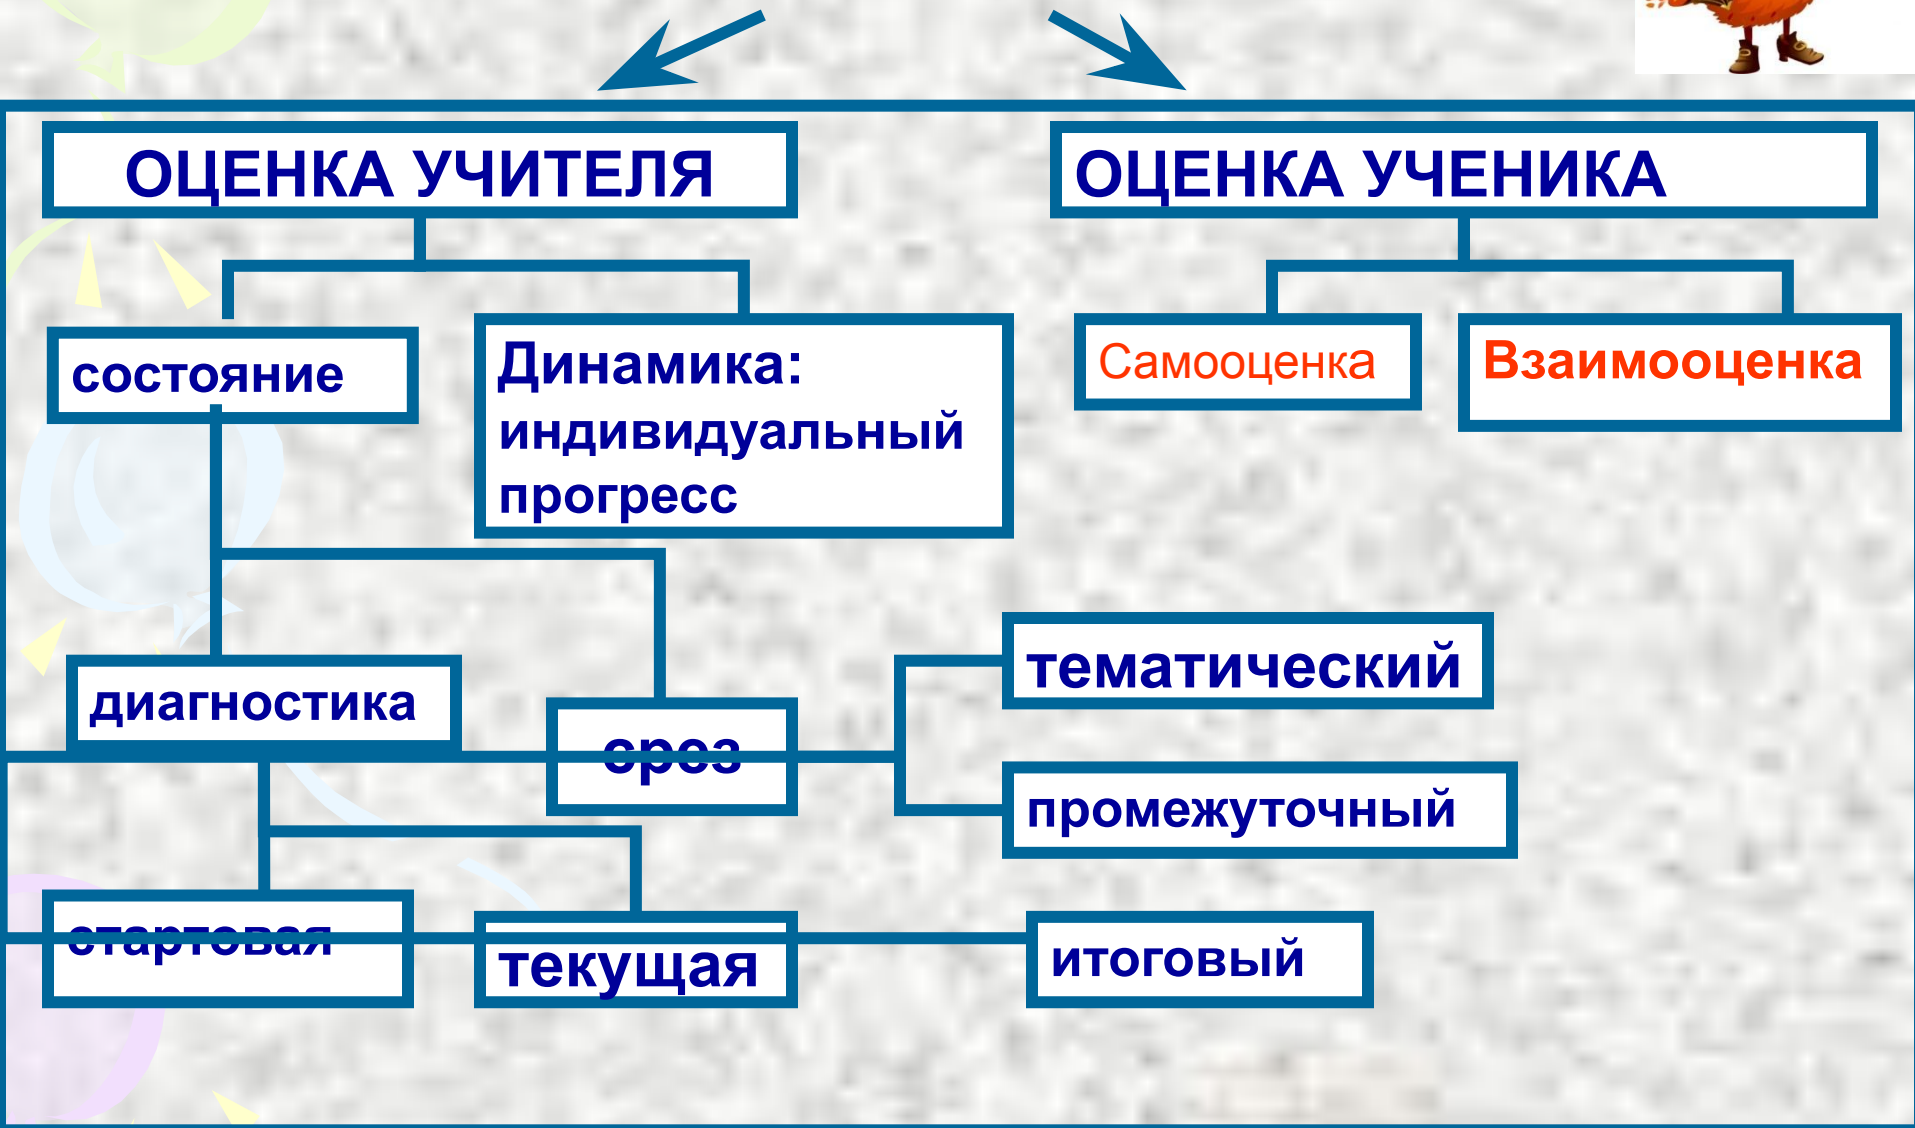 ОЦЕНКА УЧИТЕЛЯ
ОЦЕНКА УЧЕНИКА
состояние
Динамика:
индивидуальный
прогресс
Самооценка
Взаимооценка
диагностика
срез
тематический
промежуточный
стартовая
текущая
итоговый